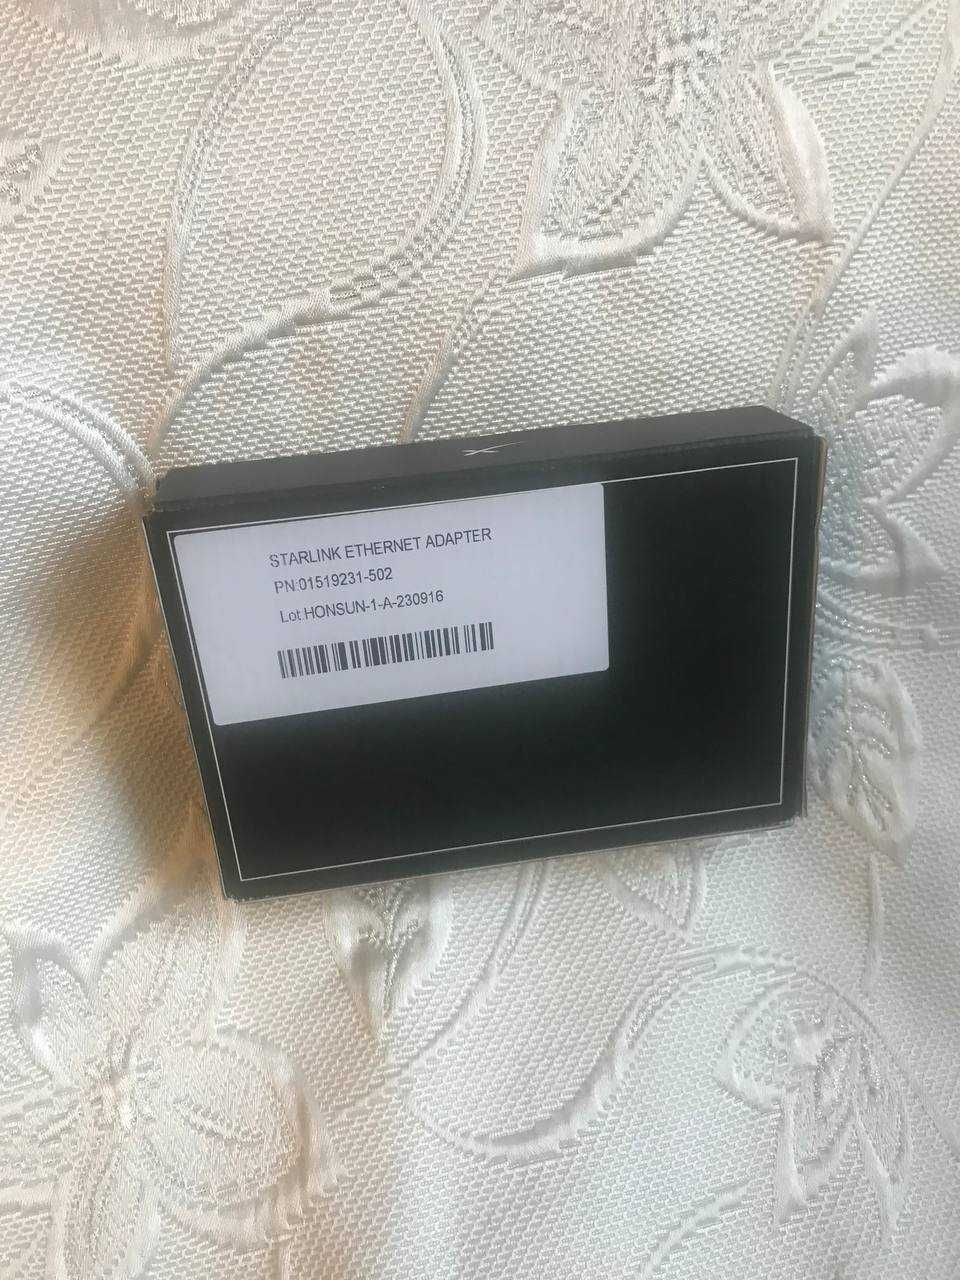 STARLINK ETHERNET ADAPTER
PN:01519231-502
Lot:HONSUN-1-A-230916